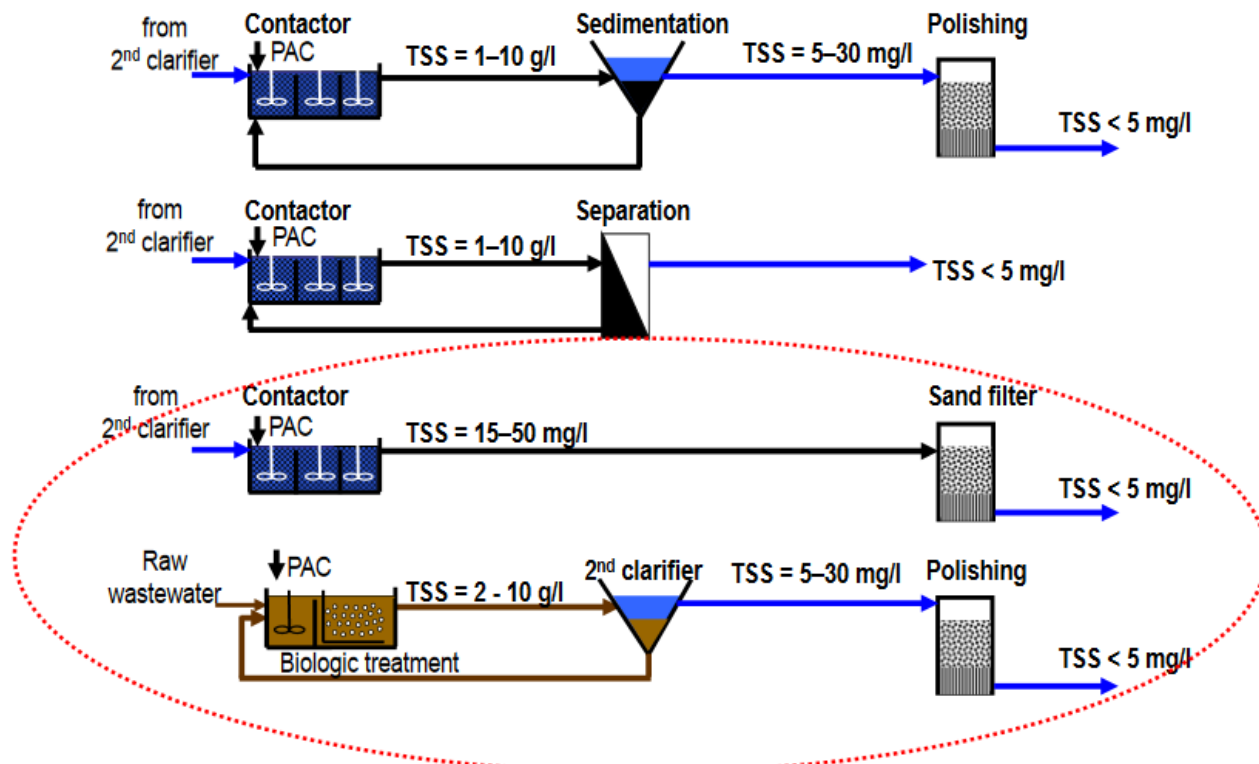 Contactor
Sedimentation
Polishing
from
2nd clarifier
PAC
TSS = 1–10 g/l
TSS = 5–30 mg/l
TSS < 5 mg/l
from
2nd clarifier
Contactor
PAC
TSS = 1–10 g/l
Separation
TSS < 5 mg/l
from
2nd clarifier
Contactor
PAC
TSS = 15–50 mg/l
Sand filter
TSS < 5 mg/l
Raw
wastewater
PAC
TSS = 2 - 10 g/l
2nd clarifier
TSS = 5–30 mg/l
Polishing
Biologic treatment
TSS < 5 mg/l